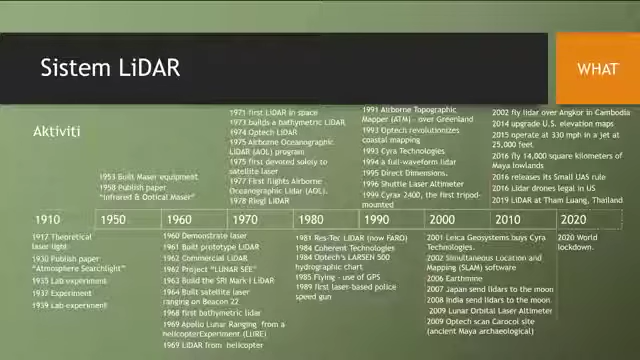 Sistem LiDAR
WHAT
Aktiviti
1953 Built Maser equipment
1958 Publish paper
"Infrared & Optical Maser"
1971 first LiDAR in space
1973 builds a bathymetric LiDAR
1974 Optech LiDAR
1975 Airborne Oceanographic
LiDAR (AOL) program
1975 first devoted solely to
satellite laser
1977 First flights Airborne
Oceanographic Lidar (AOL).
1978 Riegl LiDAR
1991 Airborne Topographic
Mapper (ATM) - over Greenland
1993 Optech revolutionizes
coastal mapping
1993 Cyra Technologies
1994 a full-waveform lidar
1995 Direct Dimensions.
1996 Shuttle Laser Altimeter
1999 Cyrax 2400, the first tripod-
mounted
2002 fly lidar over Angkor in Cambodia
2014 upgrade U.S. elevation maps
2015 operate at 330 mph in a jet at
25,000 feet.
2016 fly 14,000 square kilometers of
Maya lowlands
2016 releases its Small UAS rule
2016 Lidar drones legal in US
2019 LiDAR at Tham Luang, Thailand
1910 1950 1960 1970 1980 1990 2000 2010 2020
1917 Theoretical
laser light
1930 Publish paper
"Atmosphere Searchlight"
1935 Lab experiment
1937 Experiment
1939 Lab experiment
1960 Demonstrate laser
1961 Built prototype LiDAR
1962 Commercial LiDAR
1962 Project "LUNAR SEE"
1963 Build the SRI Mark I LiDAR
1964 Built satellite laser
ranging on Beacon 22
1968 first bathymetric lidar
1969 Apollo Lunar Ranging from a
helicopterExperiment (LURE)
1969 LiDAR from helicopter
1981 Res-Tec LiDAR (now FARO)
1984 Coherent Technologies
1984 Optech's LARSEN 500
hydrographic chart
1985 Flying - use of GPS
1989 first laser-based police
speed gun
2001 Leica Geosystems buys Cyra
Technologies.
2002 Simultaneous Location and
Mapping (SLAM) software
2006 Earthmine
2007 Japan send lidars to the moon
2008 India send lidars to the moon
2009 Lunar Orbital Laser Altimeter
2009 Optech scan Carocol site
(ancient Maya archaeological)
2020 World
lockdown.